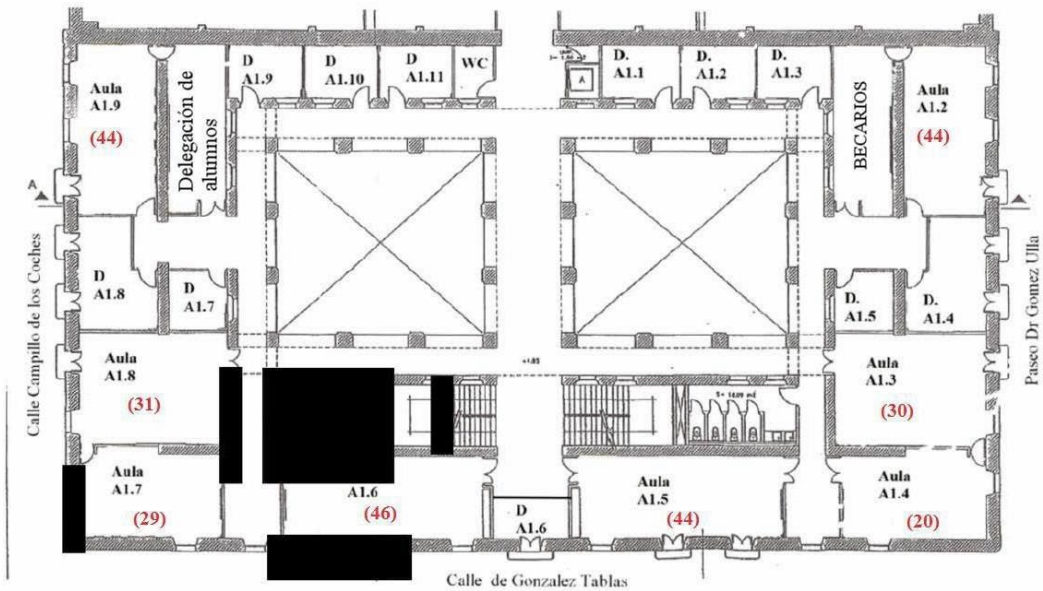 D
A1.9
D
A1.10
D
A1.11
WC
A
D.
A1.1
D.
A1.2
D.
A1.3
Aula
A1.9
(44)
Delegación de
alumnos
BECARIOS
Aula
A1.2
(44)
A
D
A1.8
D
A1.7
D.
A1.5
D.
A1.4
Calle Campillo de los Coches
Paseo Dr Gomez Ulla
Aula
A1.8
(31)
+1.85
Aula
A1.3
(30)
Aula
A1.7
(29)
A1.6
(46)
D
A1.6
Aula
A1.5
(44)
Aula
A1.4
(20)
Calle de Gonzalez Tablas